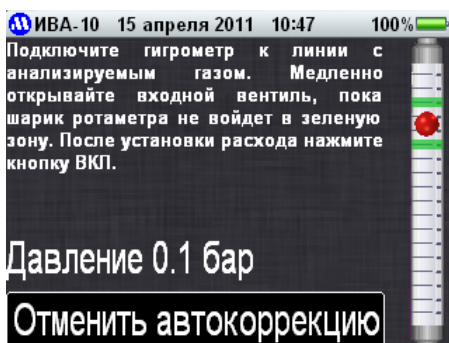 ИВА-10 15 апреля 2011 10:47 100%
Подключите гигрометр к линии с
анализируемым газом. Медленно
открывайте входной вентиль, пока
шарик ротаметра не войдет в зеленую
зону. После установки расхода нажмите
кнопку ВКП.
Давление 0.1 бар
Отменить автокоррекцию